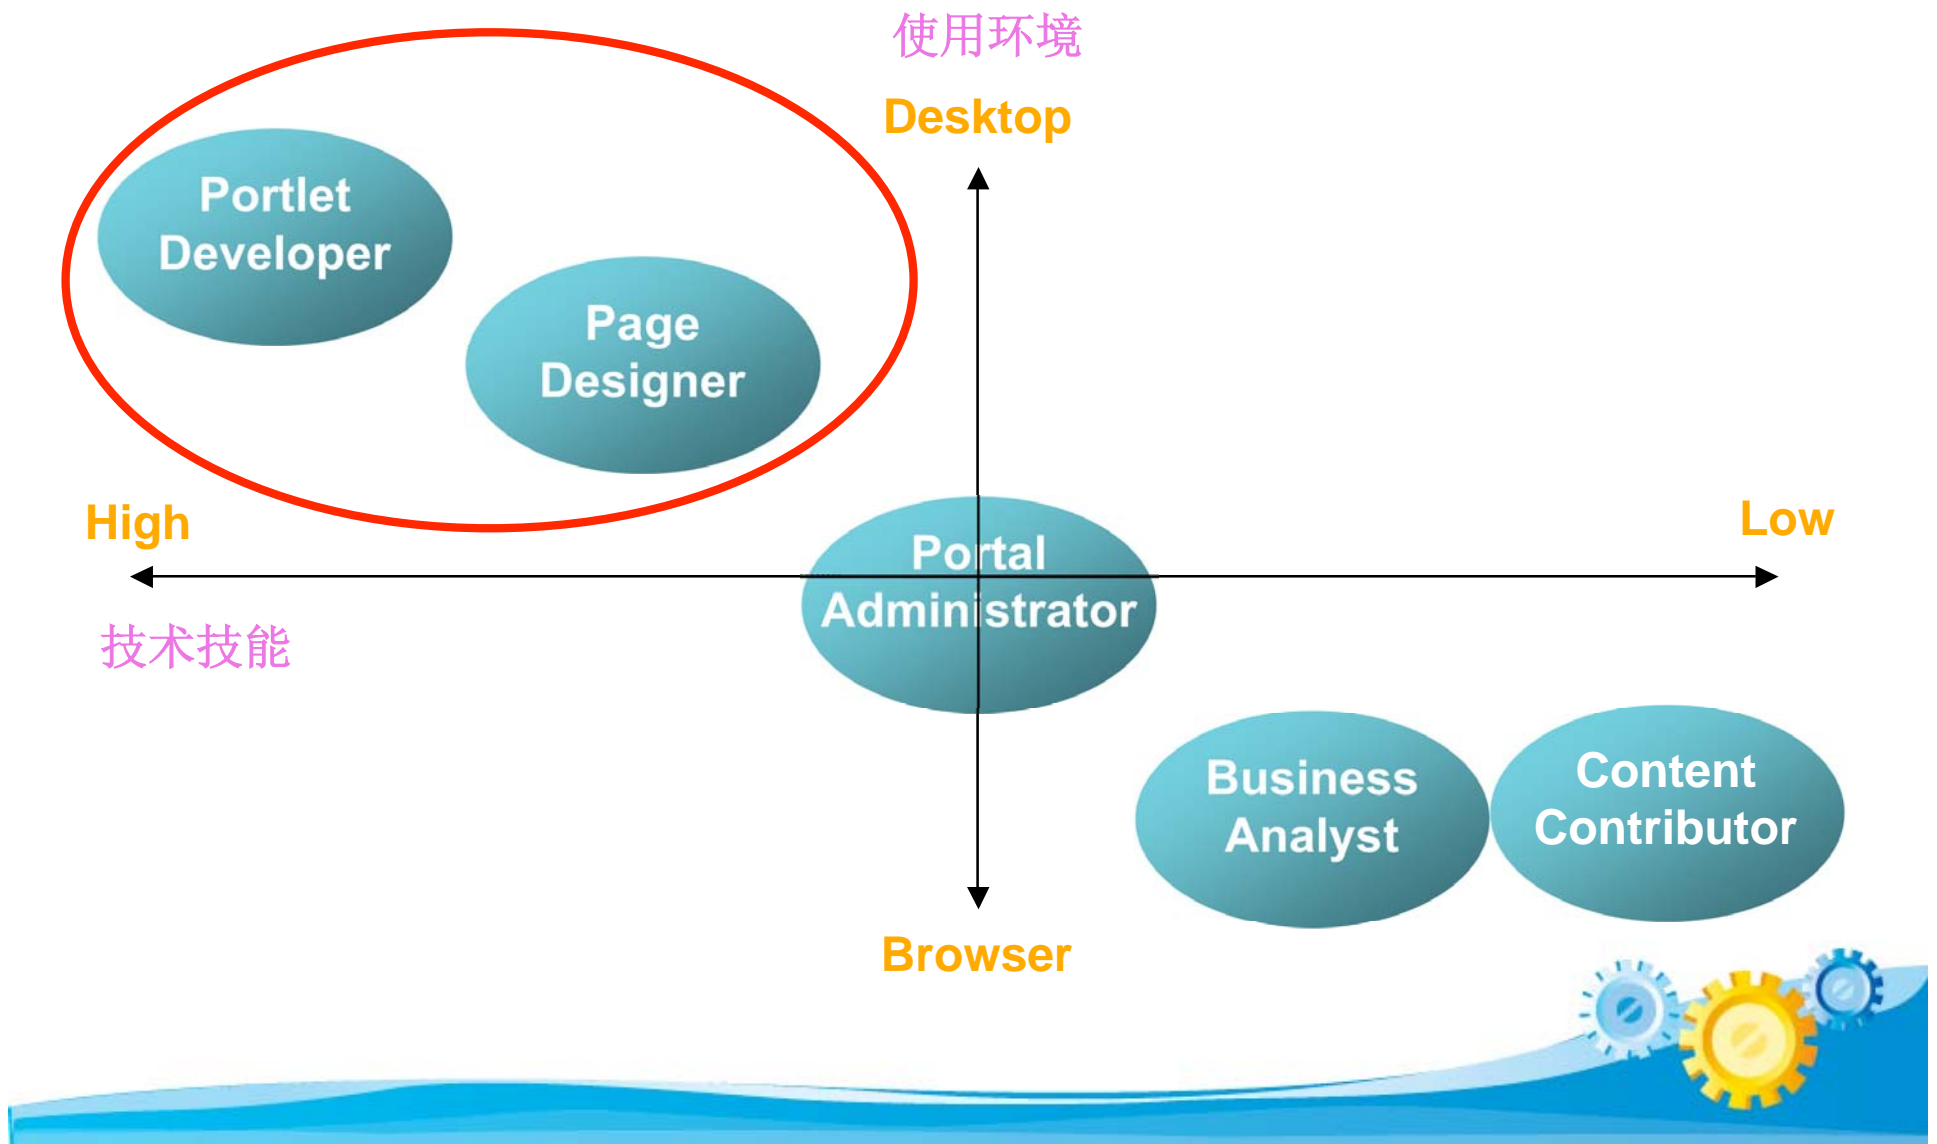 使用环境
Desktop
Portlet
Developer
Page
Designer
High
Low
Portal
Administrator
技术技能
Business
Analyst
Content
Contributor
Browser